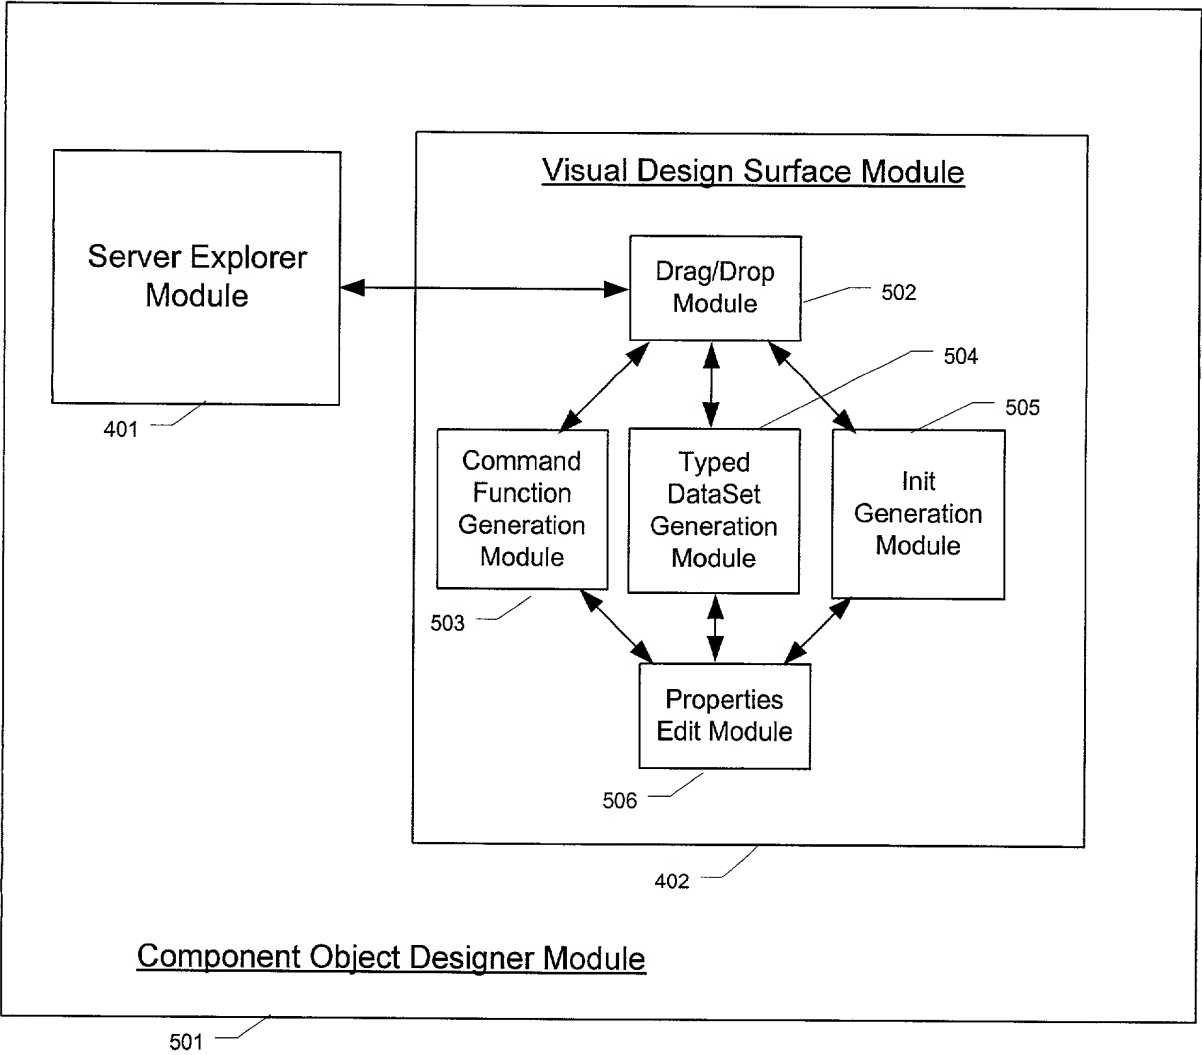 Visual Design Surface Module
Server Explorer
Module
401
Drag/Drop
Module
502
504
505
Command
Function
Generation
Module
503
Typed
DataSet
Generation
Module
Init
Generation
Module
Properties
Edit Module
506
402
Component Object Designer Module
501